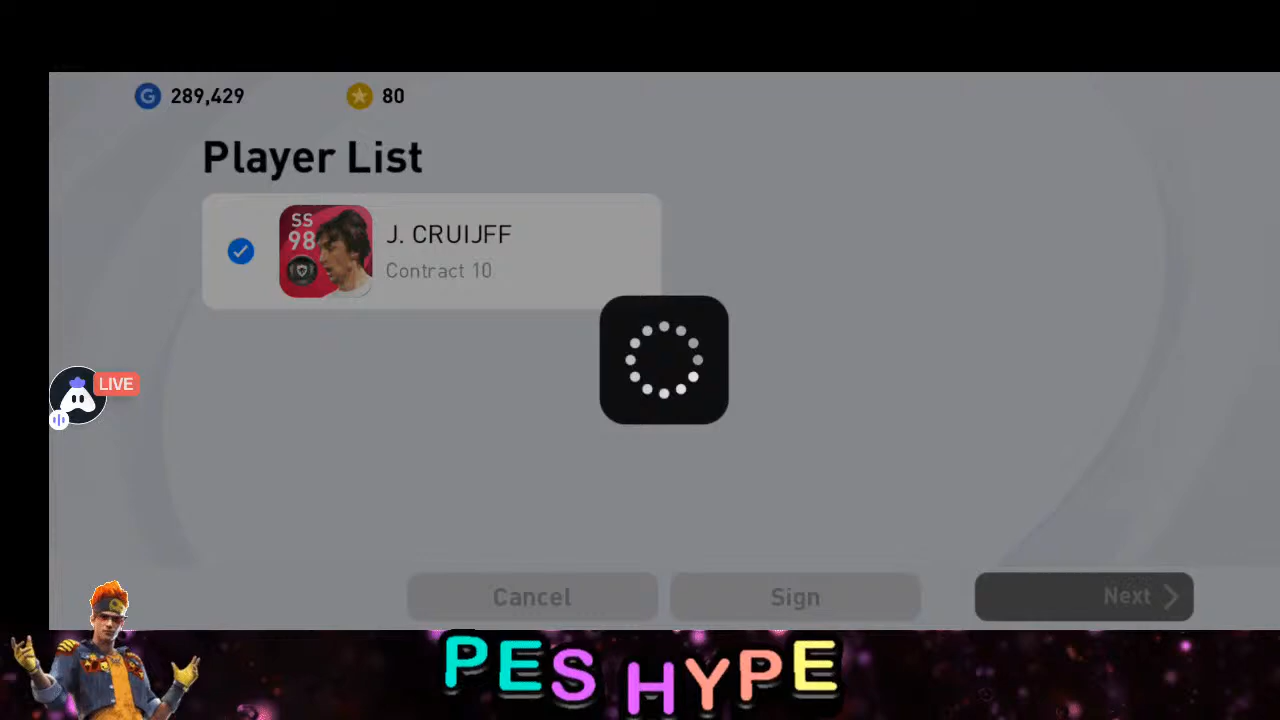 289,429 80
Player List
SS
98
J. CRUIJFF
Contract 10
LIVE
Cancel Sign Next
PES HYPE